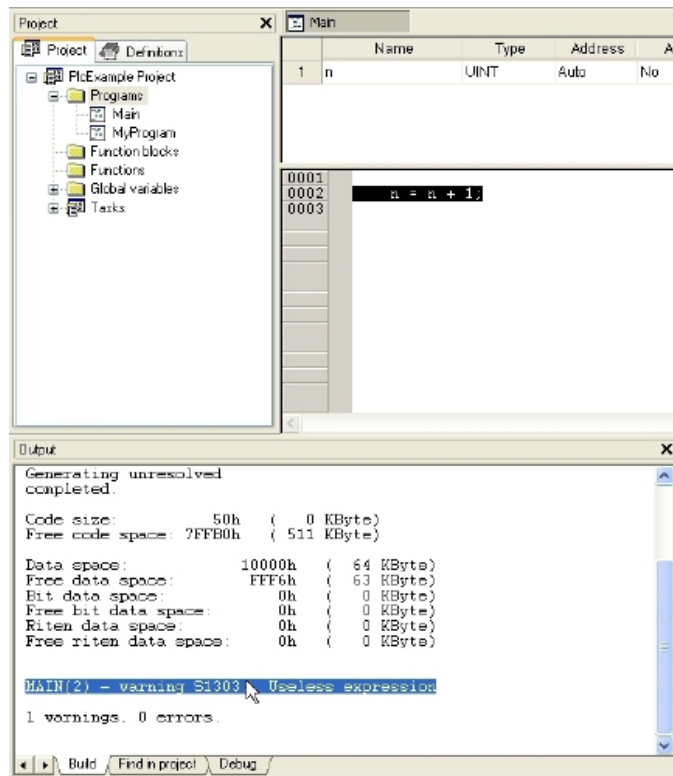 Project
Main
Project Definitions
Name Type Address A
1 n UINT Auto No
PlcExample Project
Programs
Main
MyProgram
Function blocks
Functions
Global variables
Tasks
0001
0002 n = n + 1;
0003
Output
Generating unresolved
completed.
Code size: 50h ( 0 KByte)
Free code space: 7FFB0h ( 511 KByte)
Data space: 10000h ( 64 KByte)
Free data space: FFF6h ( 63 KByte)
Bit data space: 0h ( 0 KByte)
Free bit data space: 0h ( 0 KByte)
Riten data space: 0h ( 0 KByte)
Free riten data space: 0h ( 0 KByte)
MAIN(2) - warning S1303 Useless expression
1 warnings, 0 errors.
Build Find in project Debug